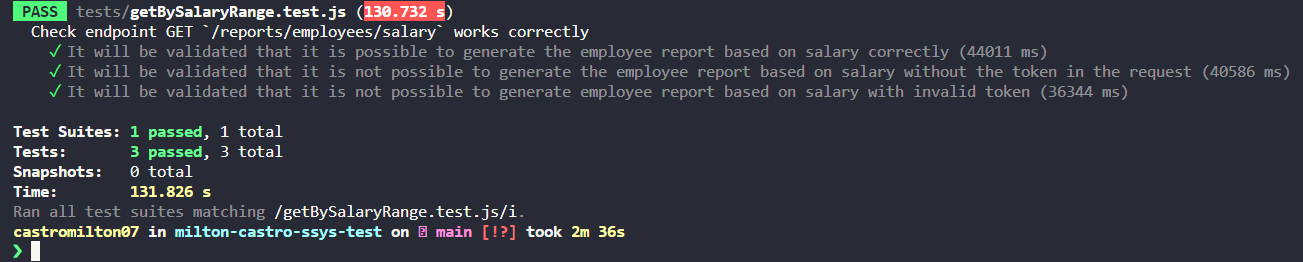 PASS tests/getBySalaryRange.test.js (130.732 s)
Check endpoint GET `/reports/employees/salary` works correctly
✓ It will be validated that it is possible to generate the employee report based on salary correctly (44011 ms)
✓ It will be validated that it is not possible to generate the employee report based on salary without the token in the request (40586 ms)
✓ It will be validated that it is not possible to generate employee report based on salary with invalid token (36344 ms)
Test Suites: 1 passed, 1 total
Tests: 3 passed, 3 total
Snapshots: 0 total
Time: 131.826 s
Ran all test suites matching /getBySalaryRange.test.js/i.
castromilton07 in milton-castro-ssys-test on main [!?] took 2m 36s
❯